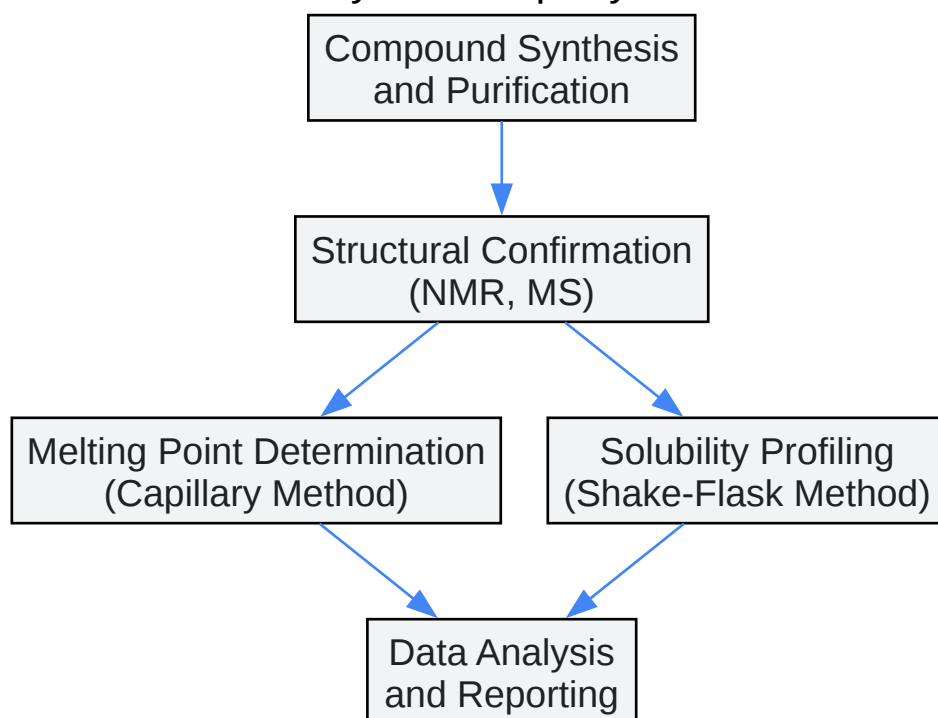 Compound Synthesis
and Purification
Structural Confirmation
(NMR, MS)
Melting Point Determination
(Capillary Method)
Solubility Profiling
(Shake-Flask Method)
Data Analysis
and Reporting